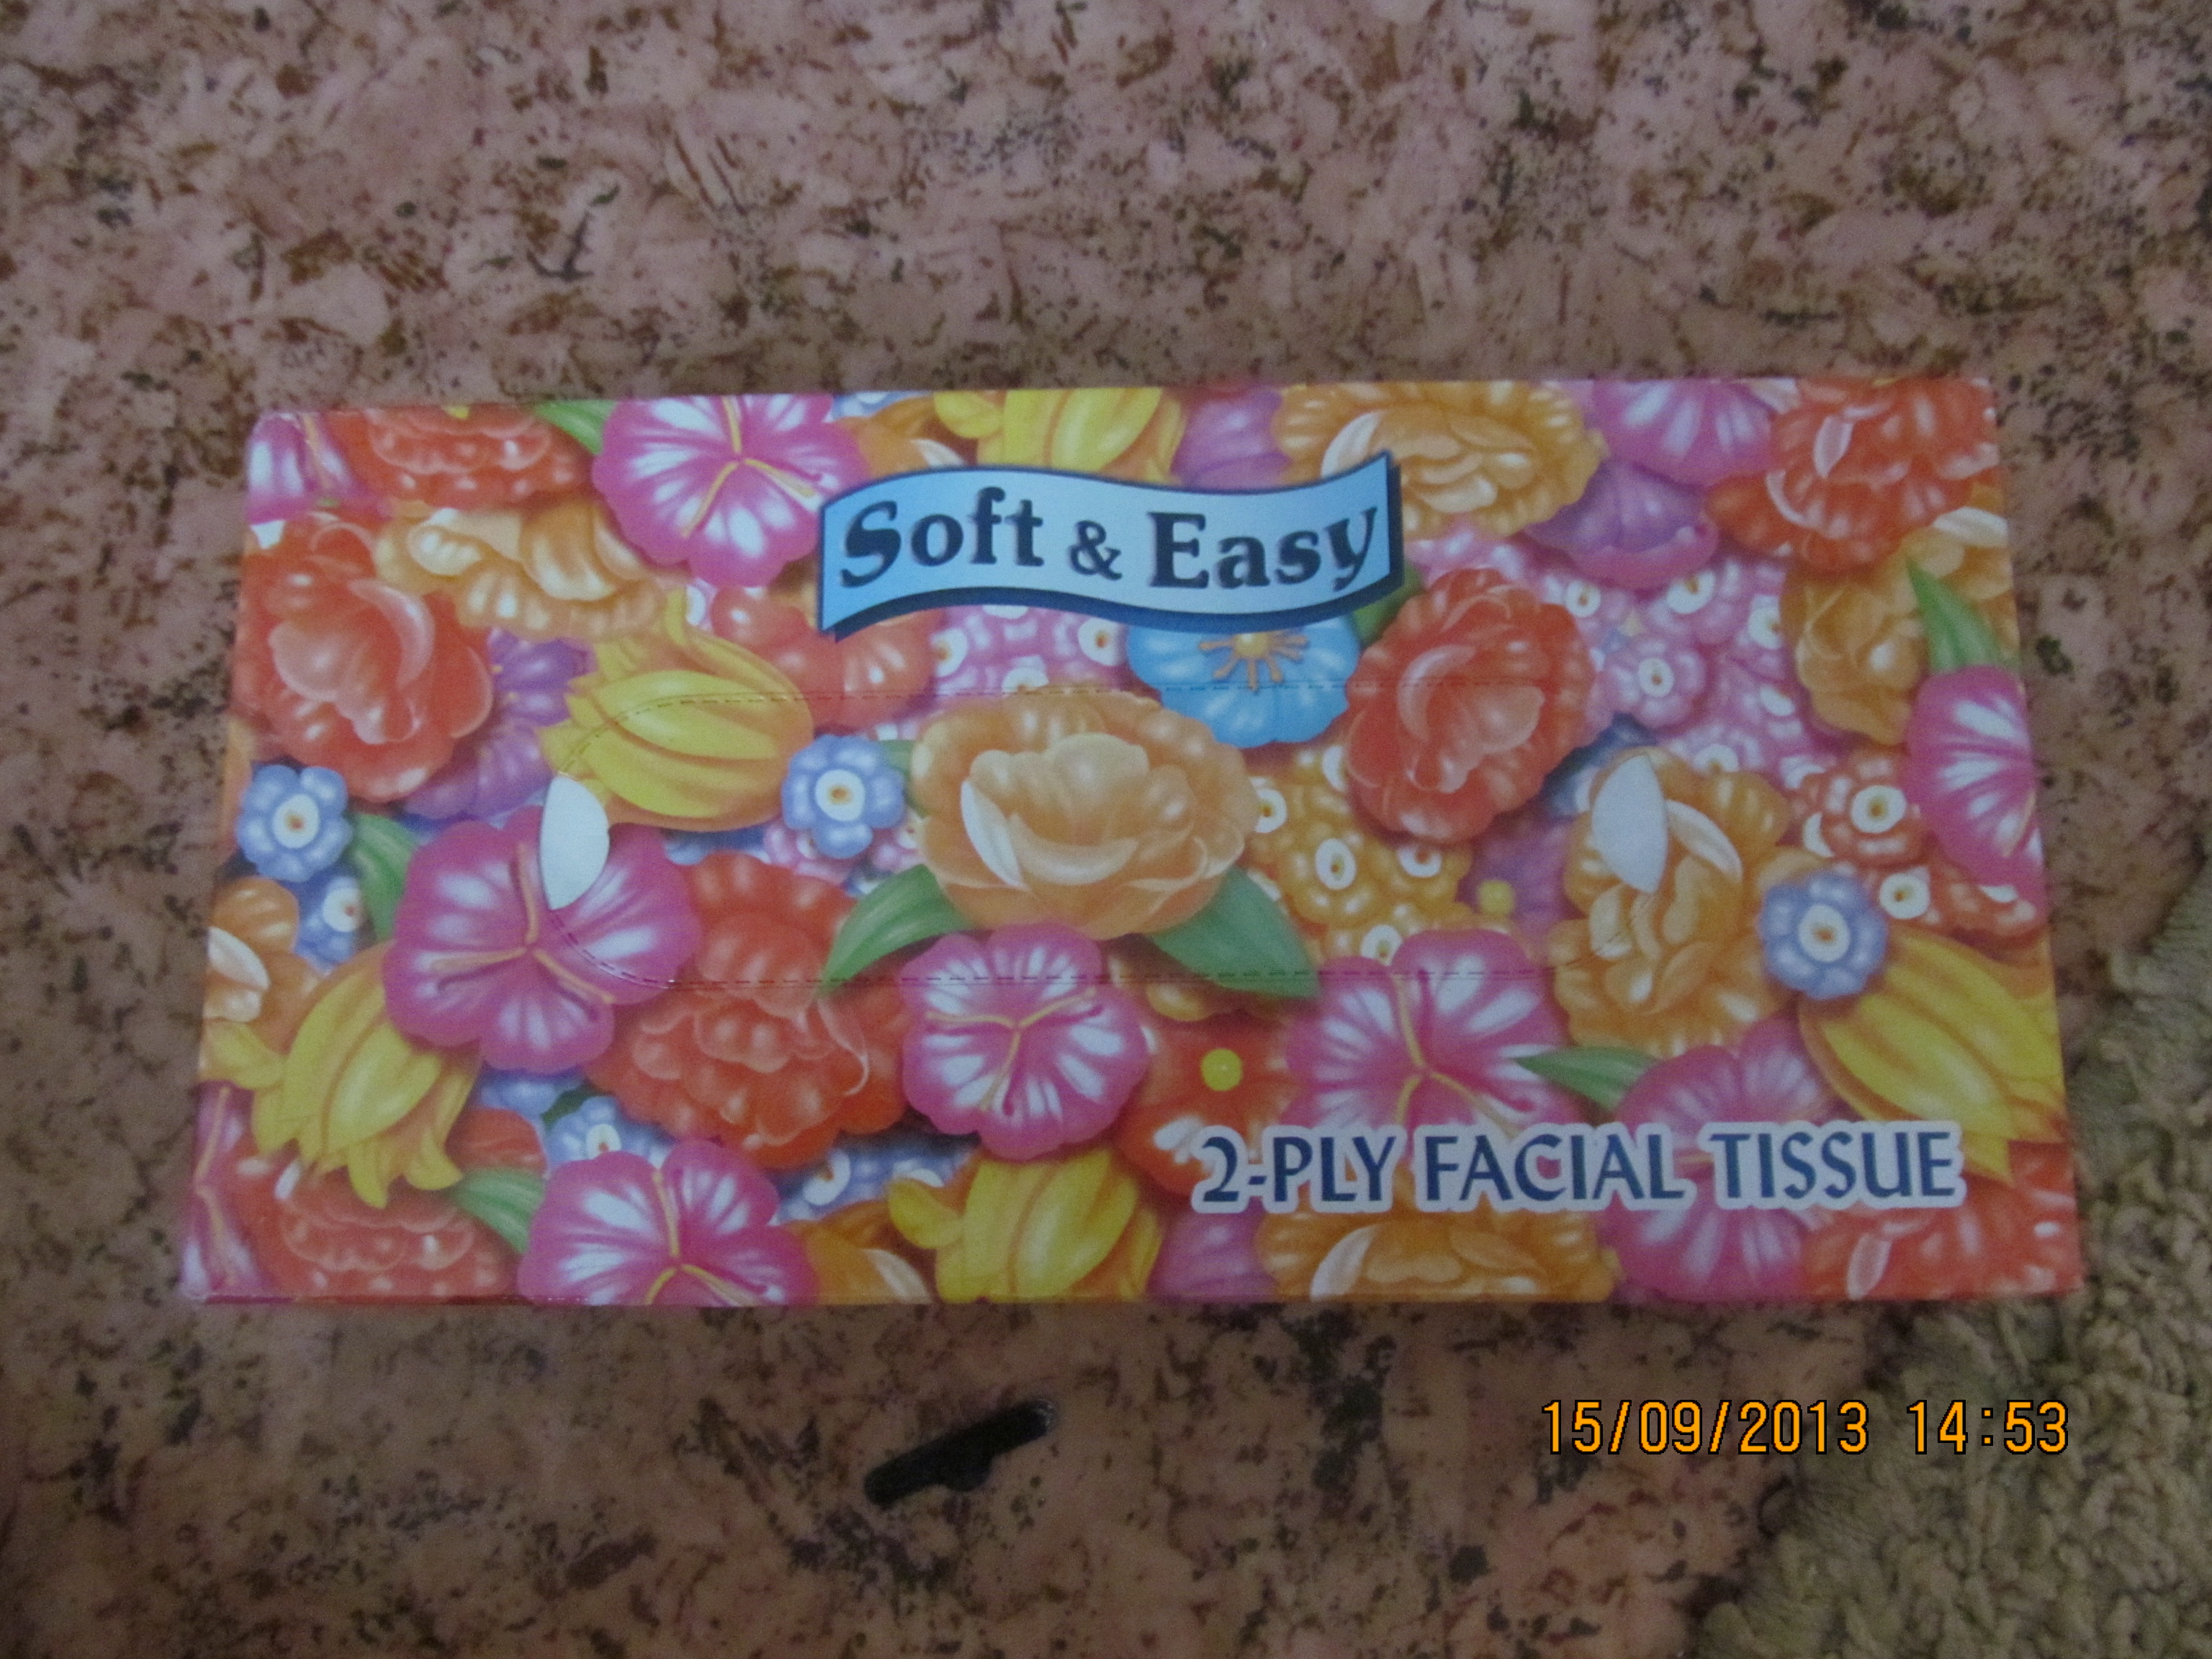 Soft & Easy
2-PLY FACIAL TISSUE
15/09/2013 14:53